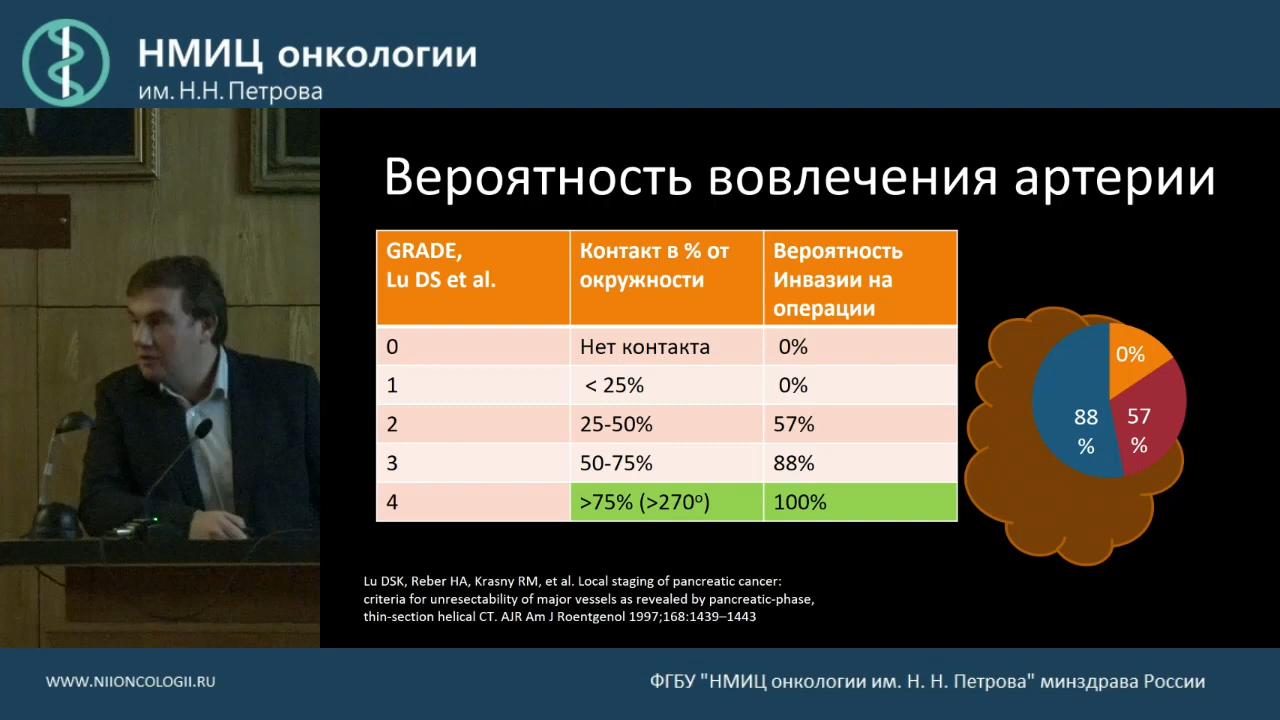 НМИЦ онкологии
им. Н.Н. Петрова
Вероятность вовлечения артерии
GRADE,
Lu DS et al.
Контакт в % от
окружности
Вероятность
Инвазии на
операции
0
Нет контакта
0%
1
< 25%
0%
2
25-50%
57%
3
50-75%
88%
4
>75% (>270º)
100%
0%
88
%
57
%
Lu DSK, Reber HA, Krasny RM, et al. Local staging of pancreatic cancer:
criteria for unresectability of major vessels as revealed by pancreatic-phase,
thin-section helical CT. AJR Am J Roentgenol 1997;168:1439–1443
WWW.NIIONCOLOGII.RU
ФГБУ "НМИЦ онкологии им. Н. Н. Петрова" минздрава России